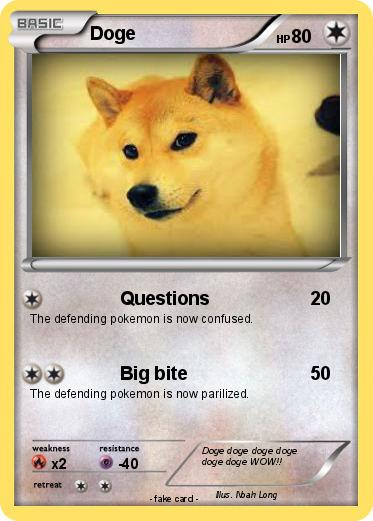 BASIC
Doge
HP80
Questions 20
The defending pokemon is now confused.
Big bite 50
The defending pokemon is now parilized.
weakness resistance
x2 -40
Doge doge doge doge
doge doge WOW!!
retreat
- fake card -
Illus. Noah Long